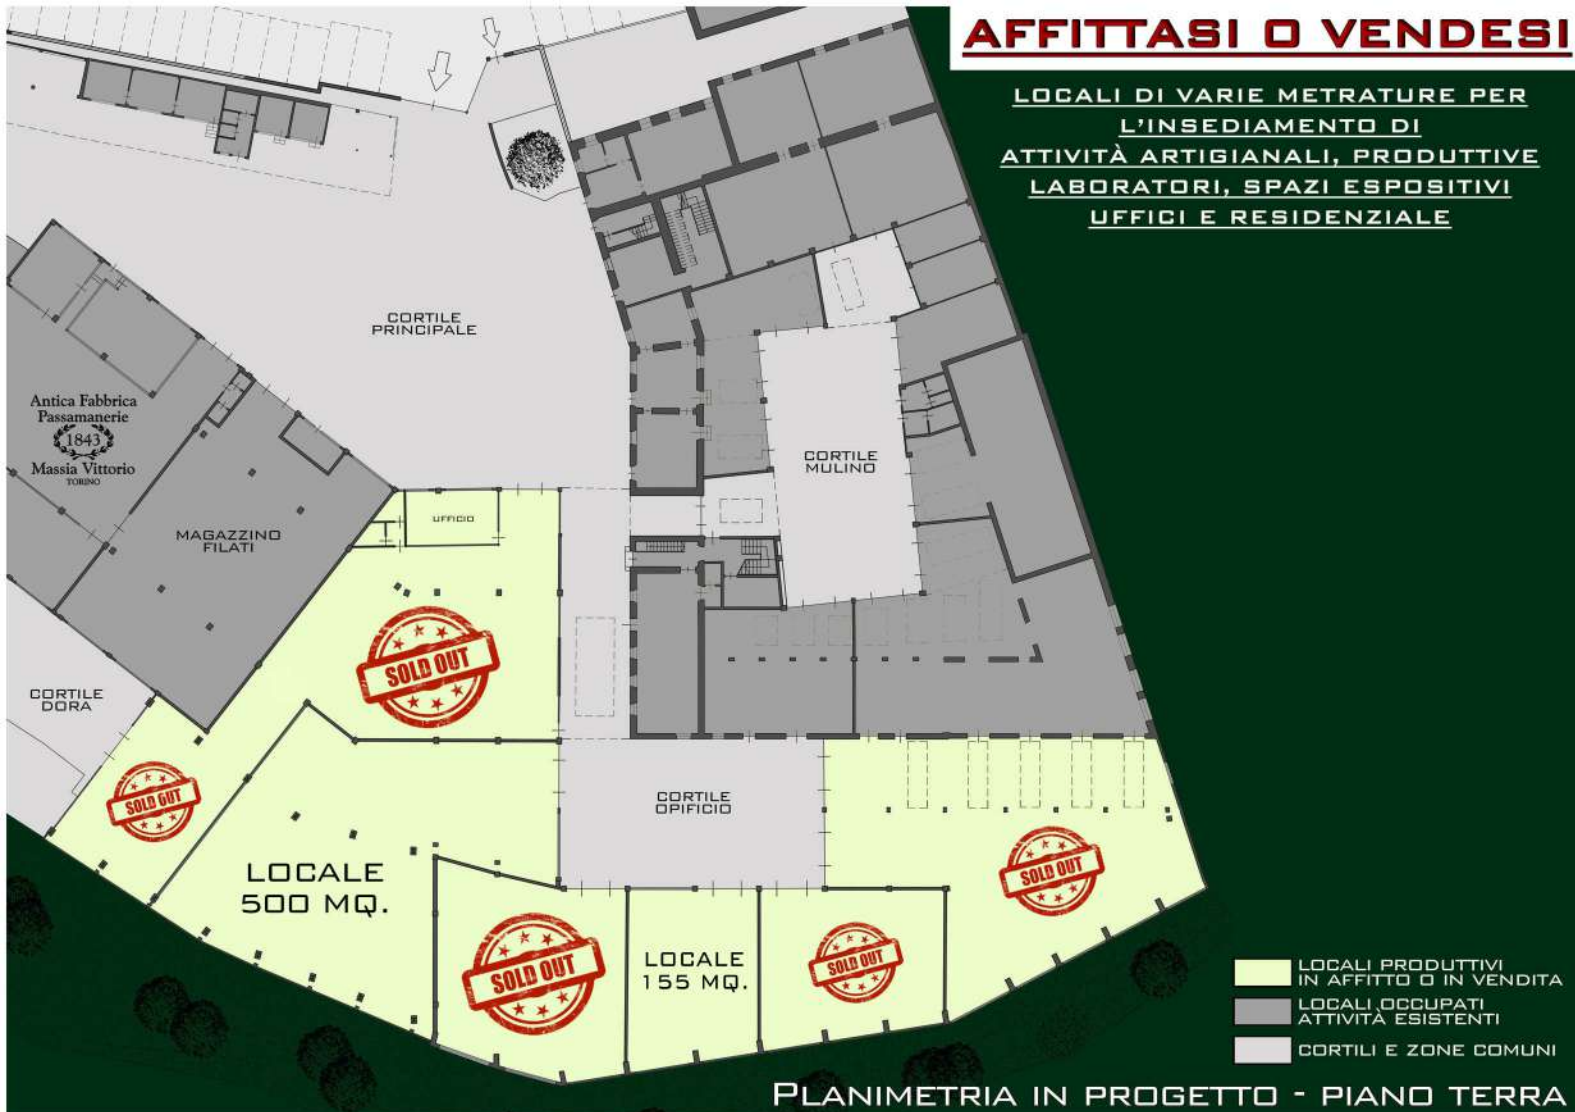 AFFITTASI O VENDESI
LOCALI DI VARIE METRATURE PER
L'INSEDIAMENTO DI
ATTIVITÀ ARTIGIANALI, PRODUTTIVE
LABORATORI, SPAZI ESPOSITIVI
UFFICI E RESIDENZIALE
CORTILE
PRINCIPALE
Antica Fabbrica
Passamanerie
1843
Massia Vittorio
TORINO
CORTILE
MULINO
UFFICIO
MAGAZZINO
FILATI
SOLD OUT
CORTILE
DORA
SOLD OUT
CORTILE
OPIFICIO
LOCALE
500 MQ.
SOLD OUT
SOLD OUT
LOCALE
155 MQ.
SOLD OUT
LOCALI PRODUTTIVI
IN AFFITTO O IN VENDITA
LOCALI OCCUPATI
ATTIVITÀ ESISTENTI
CORTILI E ZONE COMUNI
PLANIMETRIA IN PROGETTO - PIANO TERRA